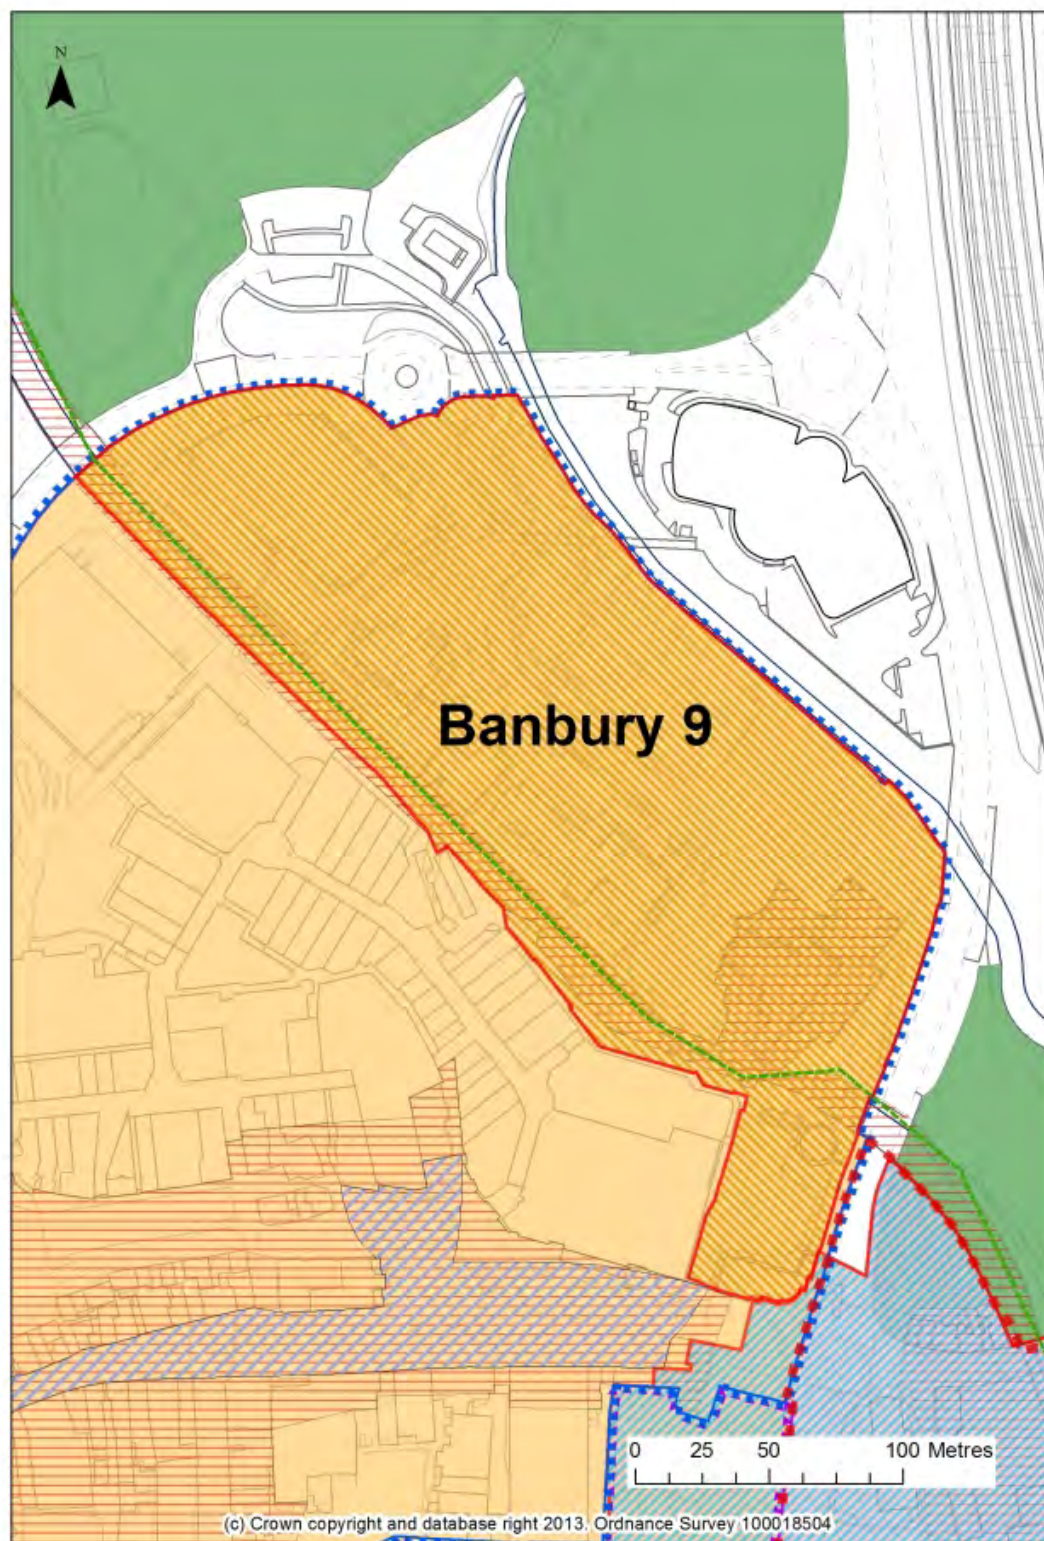 N
Banbury 9
0 25 50 100 Metres
(c) Crown copyright and database right 2013. Ordnance Survey 100018504